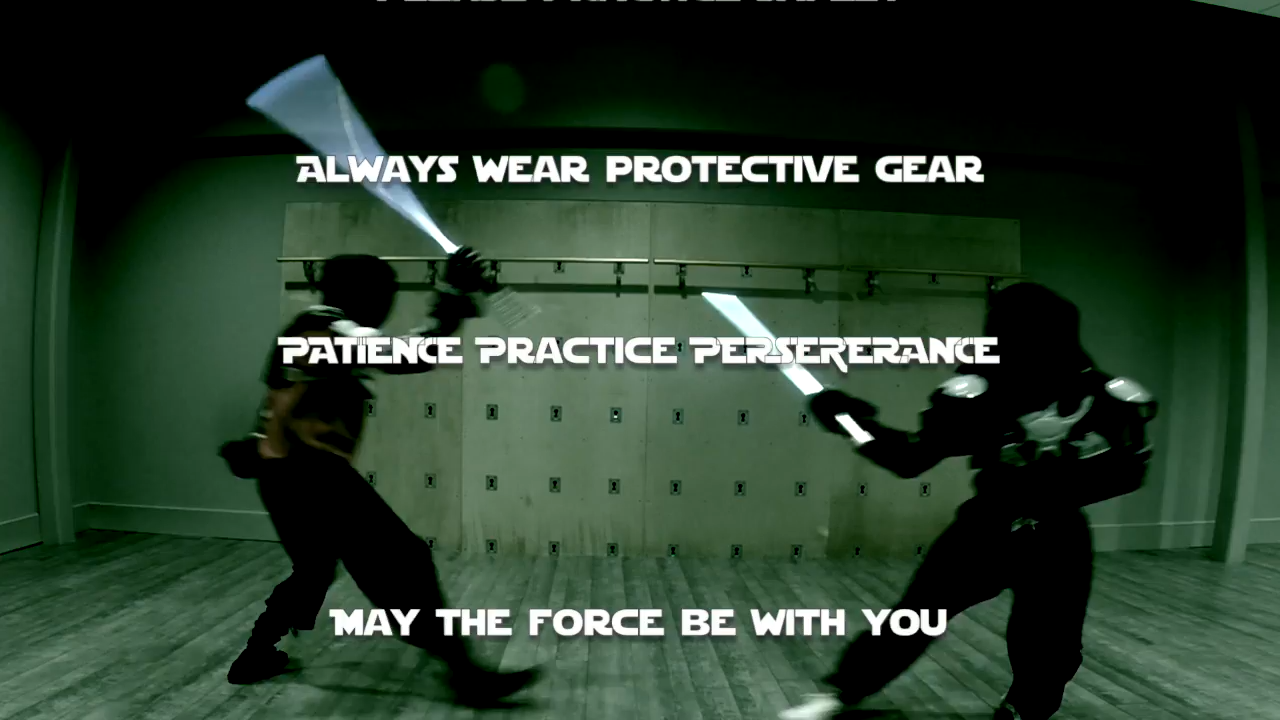 ALWAYS WEAR PROTECTIVE GEAR
PATIENCE PRACTICE PERSERERANCE
MAY THE FORCE BE WITH YOU